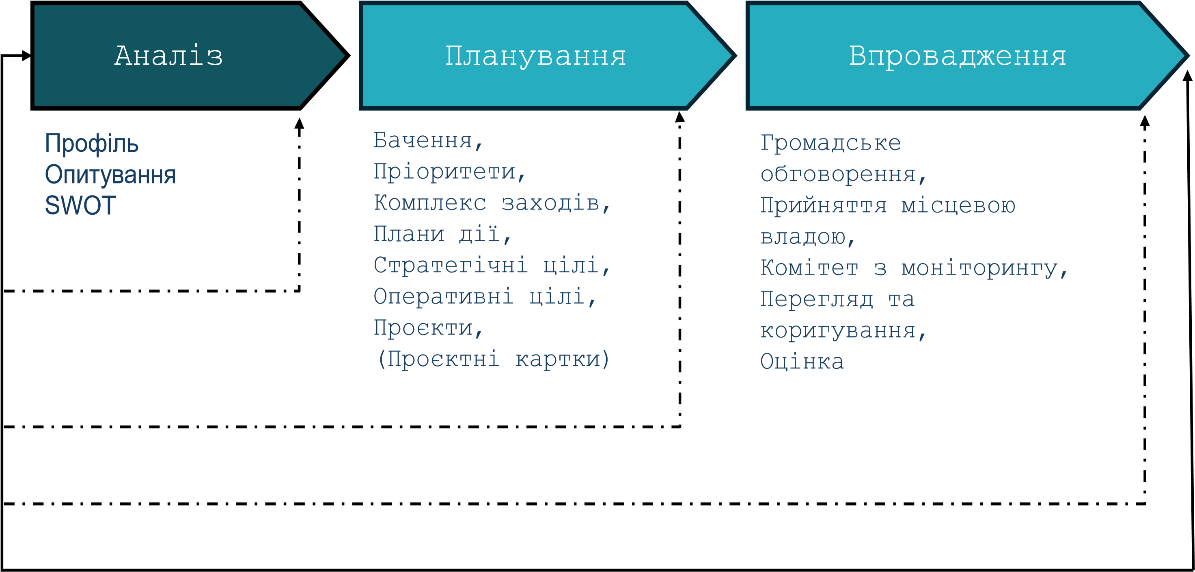 Аналіз
Планування
Впровадження
Профіль
Опитування
SWOT
Бачення,
Пріоритети,
Комплекс заходів,
Плани дії,
Стратегічні цілі,
Оперативні цілі,
Проєкти,
(Проєктні картки)
Громадське
обговорення,
Прийняття місцевою
владою,
Комітет з моніторингу,
Перегляд та
коригування,
Оцінка